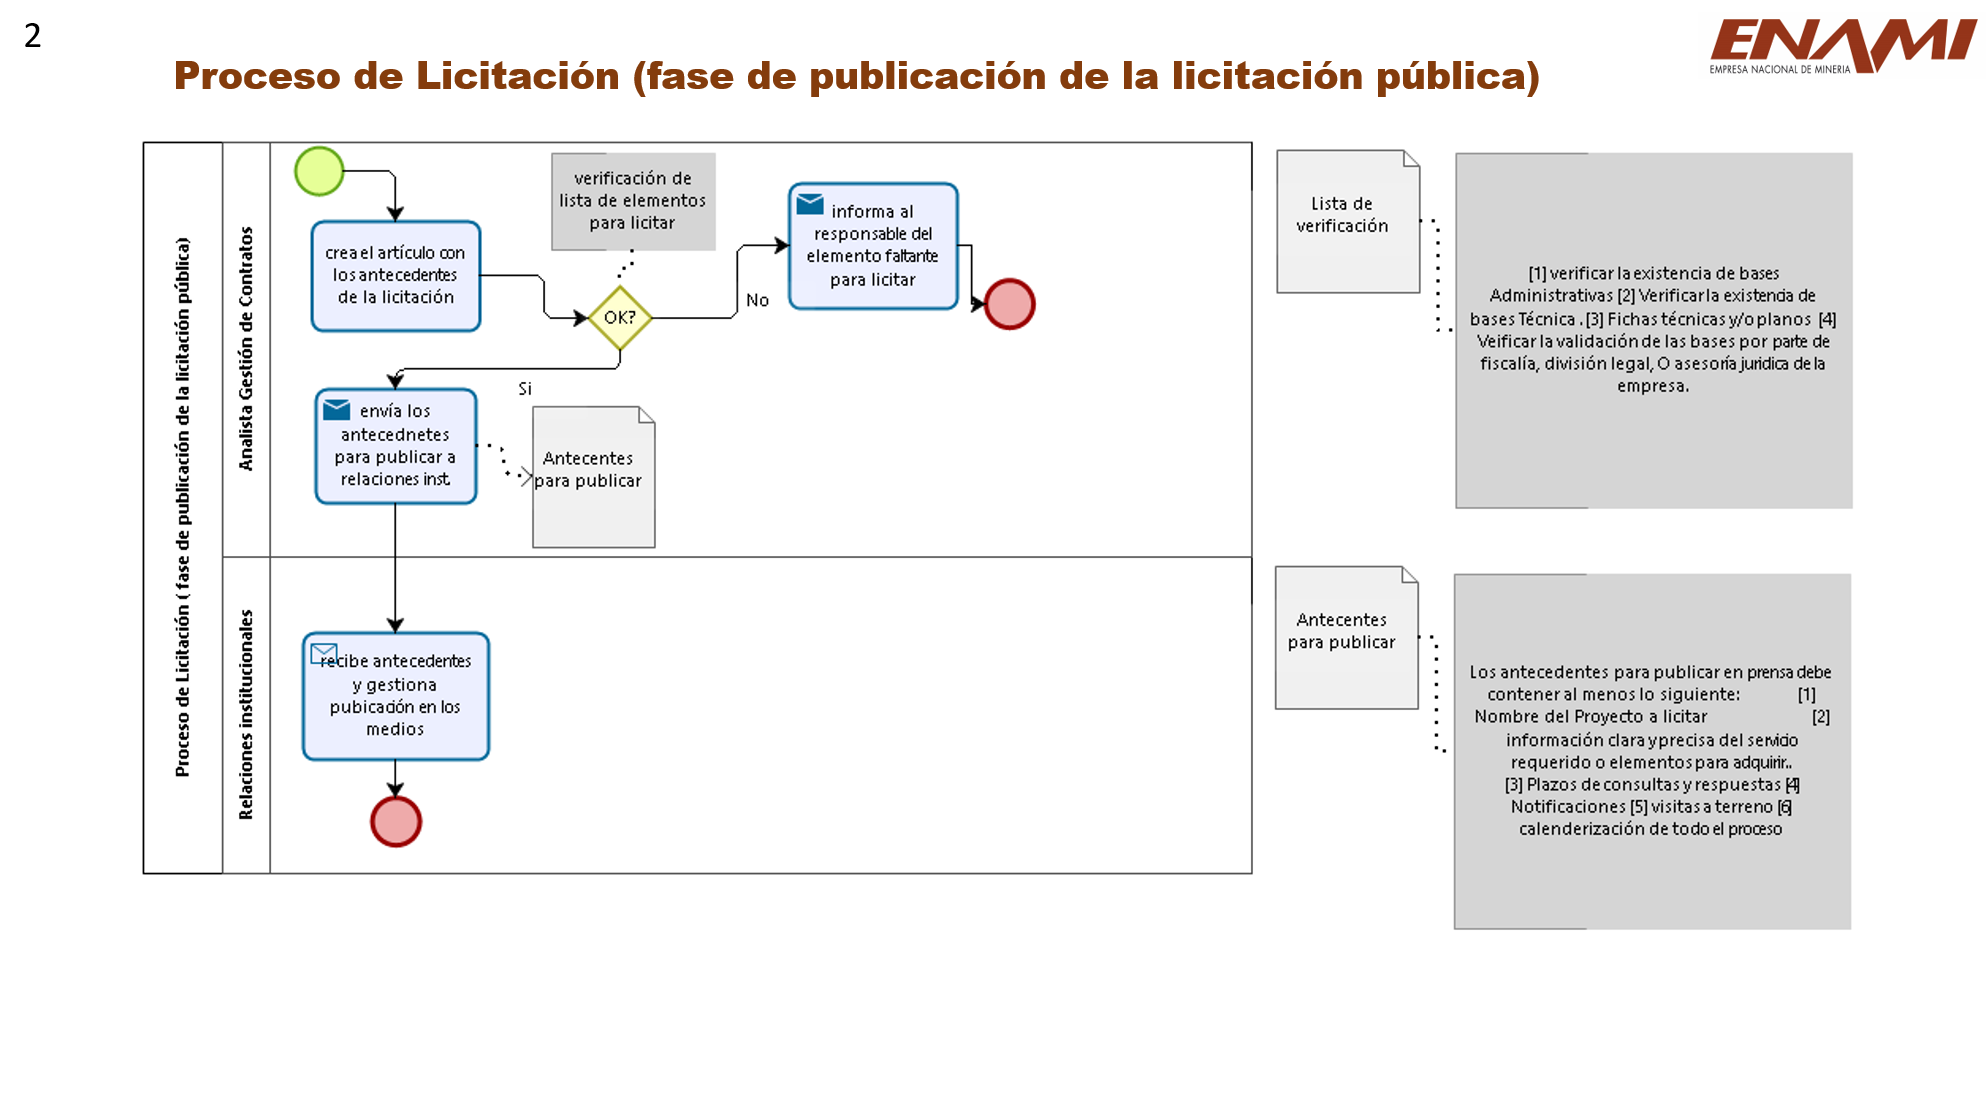 2
ENAMI
EMPRESA NACIONAL DE MINERIA
Proceso de Licitación (fase de publicación de la licitación pública)
Proceso de Licitación ( fase de publicación de la licitación pública)
Analista Gestión de Contratos
crea el artículo con
los antecedentes
de la licitación
verificación de
lista de elementos
para licitar
OK?
No
informa al
responsable del
elemento faltante
para licitar
Si
envía los
antecednetes
para publicar a
relaciones inst.
Antecentes
para publicar
Relaciones institucionales
recibe antecedentes
y gestiona
pubicación en los
medios
Lista de
verificación
[1] verificar la existencia de bases
Administrativas [2] Verificar la existencia de
bases Técnica . [3] Fichas técnicas y/o planos [4]
Veificar la validación de las bases por parte de
fiscalía, división legal, O asesoría juridica de la
empresa.
Antecentes
para publicar
Los antecedentes para publicar en prensa debe
contener al menos lo siguiente: [1]
Nombre del Proyecto a licitar [2]
información clara y precisa del servicio
requerido o elementos para adquirir..
[3] Plazos de consultas y respuestas [4]
Notificaciones [5] visitas a terreno [6]
calenderización de todo el proceso